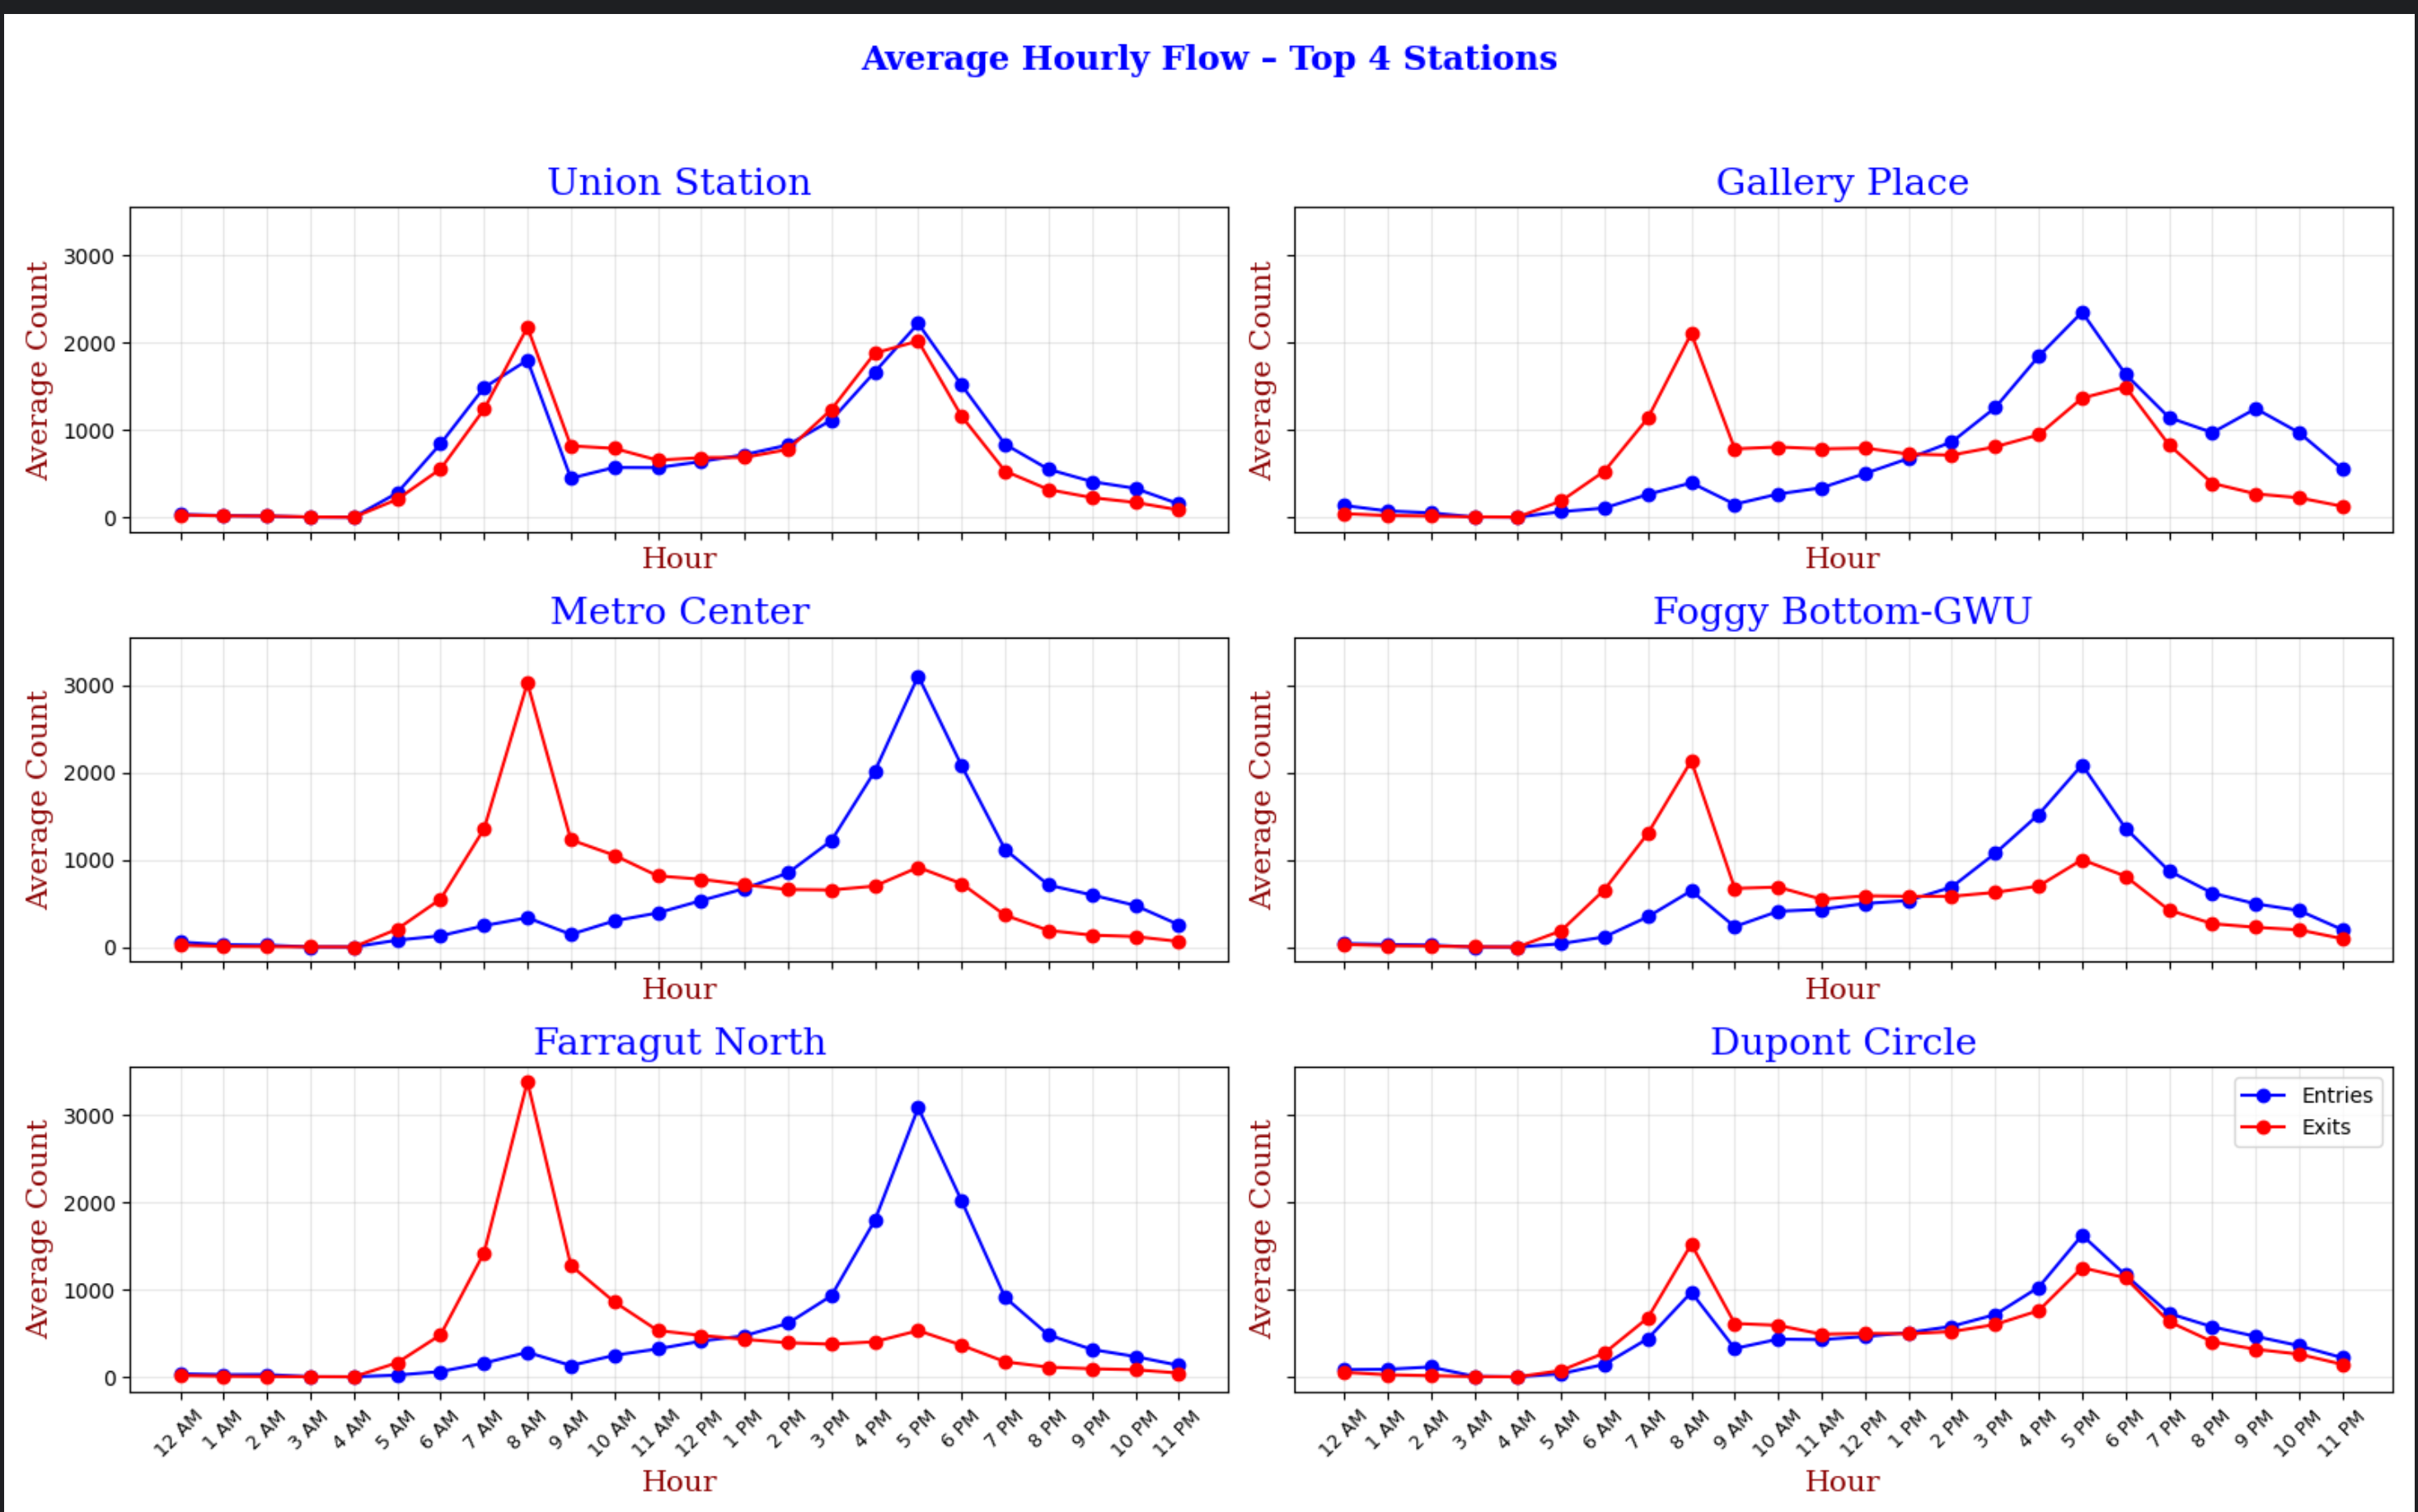 Average Hourly Flow – Top 4 Stations
Union Station
Gallery Place
Average Count
3000
2000
1000
0
Hour
Average Count
Hour
Metro Center
Foggy Bottom-GWU
Average Count
3000
2000
1000
0
Hour
Average Count
Hour
Farragut North
Dupont Circle
Average Count
3000
2000
1000
0
12 AM 1 AM 2 AM 3 AM 4 AM 5 AM 6 AM 7 AM 8 AM 9 AM 10 AM 11 AM 12 PM 1 PM 2 PM 3 PM 4 PM 5 PM 6 PM 7 PM 8 PM 9 PM 10 PM 11 PM
Hour
Average Count
Entries
Exits
12 AM 1 AM 2 AM 3 AM 4 AM 5 AM 6 AM 7 AM 8 AM 9 AM 10 AM 11 AM 12 PM 1 PM 2 PM 3 PM 4 PM 5 PM 6 PM 7 PM 8 PM 9 PM 10 PM 11 PM
Hour